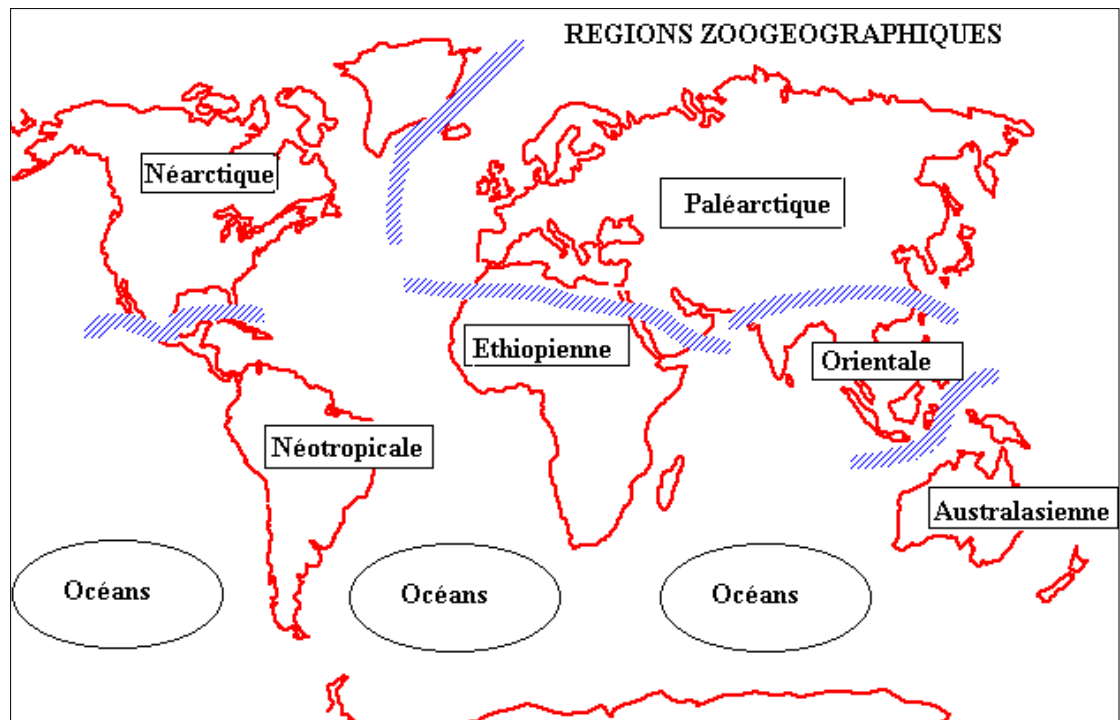 REGIONS ZOOGEOGRAPHIQUES
Néarctique
Paléarctique
Ethiopienne
Orientale
Néotropicale
Australasienne
Océans
Océans
Océans